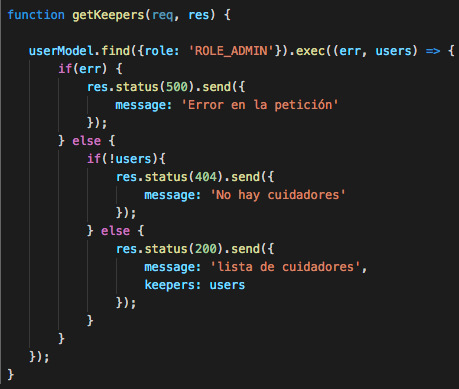 function getKeepers(req, res) {
userModel.find({role: 'ROLE_ADMIN'}).exec((err, users) => {
if(err) {
res.status(500).send({
message: 'Error en la petición'
});
} else {
if(!users){
res.status(404).send({
message: 'No hay cuidadores'
});
} else {
res.status(200).send({
message: 'lista de cuidadores',
keepers: users
});
}
}
});
}